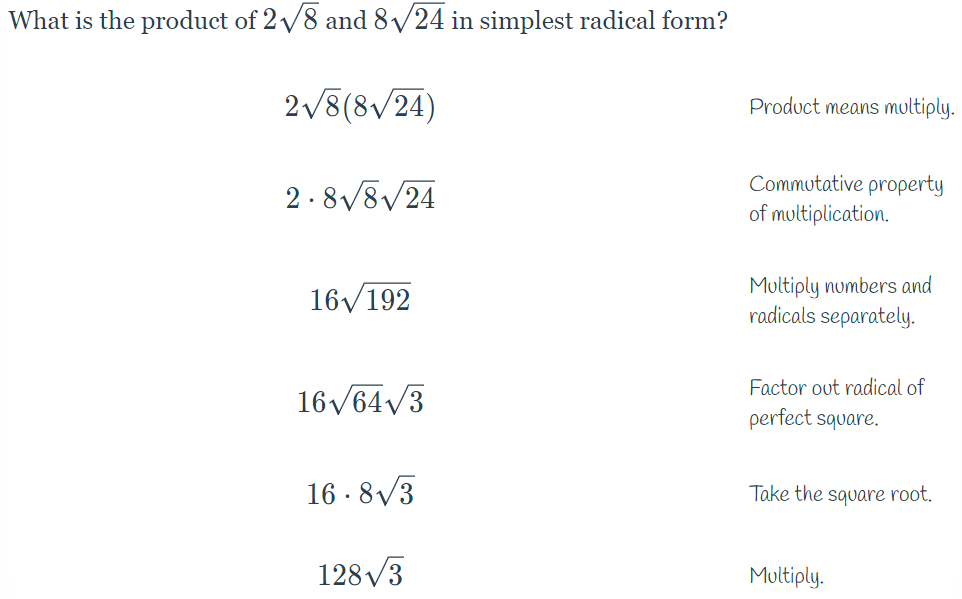 What is the product of 2√8 and 8√24 in simplest radical form?
2√8(8√24)
Product means multiply.
2 · 8√8√24
Commutative property
of multiplication.
16√192
Multiply numbers and
radicals separately.
16√64√3
Factor out radical of
perfect square.
16 · 8√3
Take the square root.
128√3
Multiply.